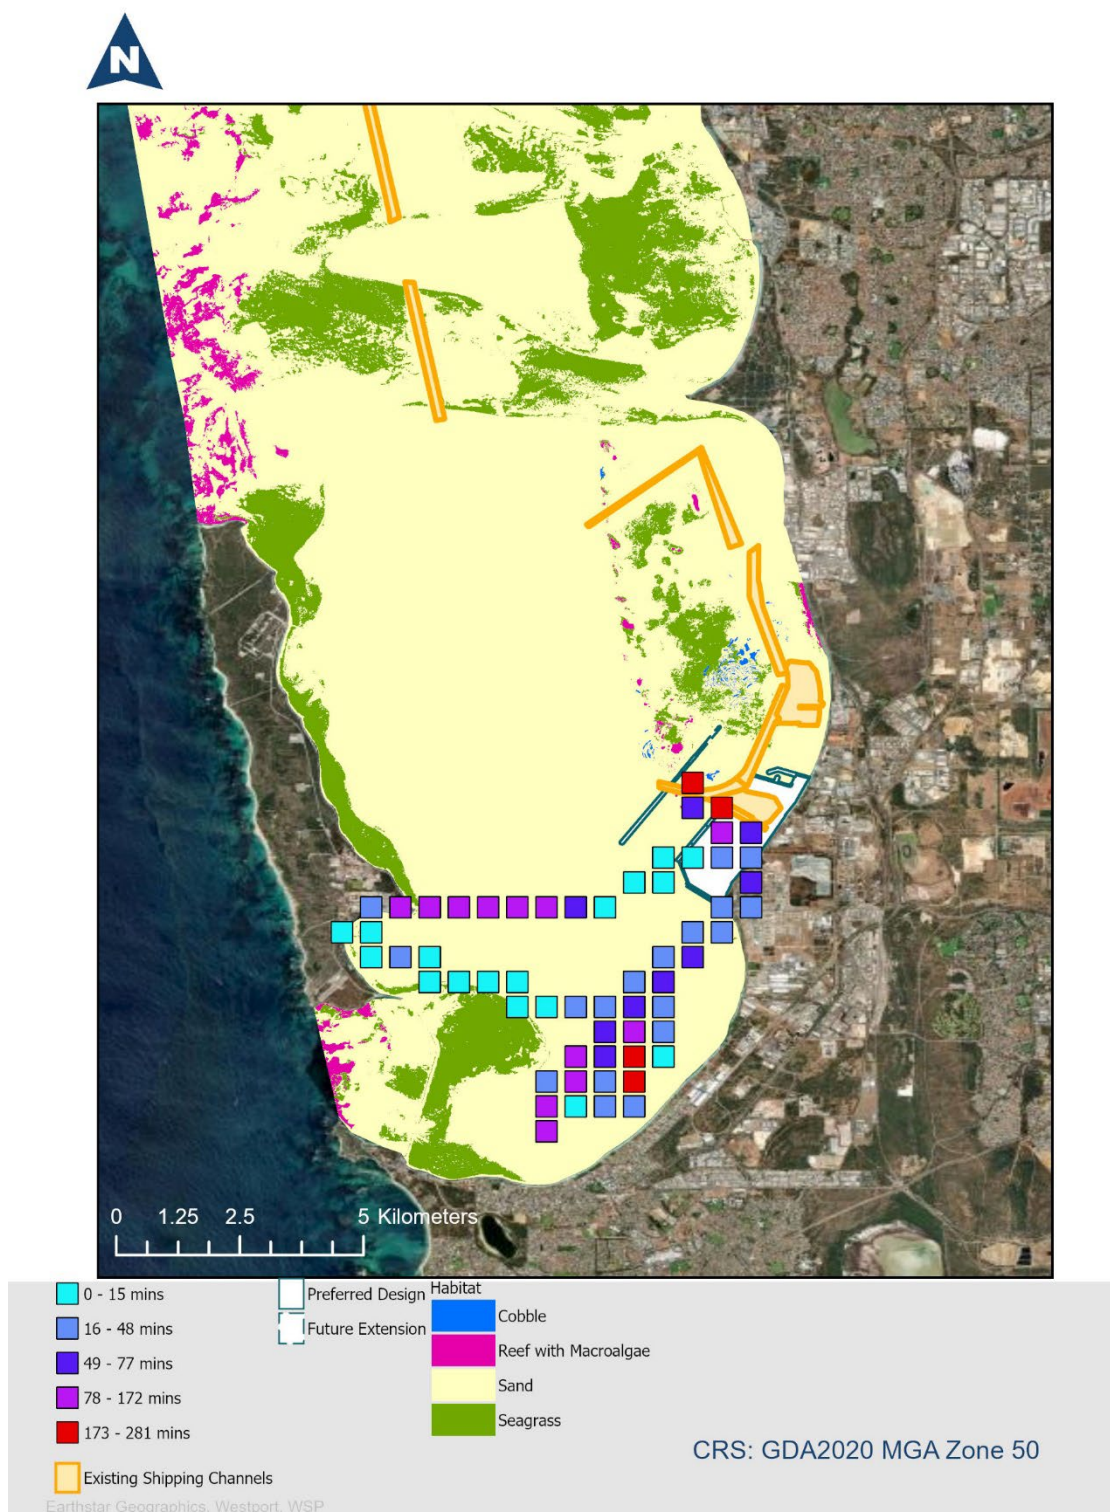 N
0 1.25 2.5 5 Kilometers
0 - 15 mins
16 - 48 mins
49 - 77 mins
78 - 172 mins
173 - 281 mins
Existing Shipping Channels
Preferred Design
Future Extension
Habitat
Cobble
Reef with Macroalgae
Sand
Seagrass
CRS: GDA2020 MGA Zone 50
Earthstar Geographics, Westport, WSP